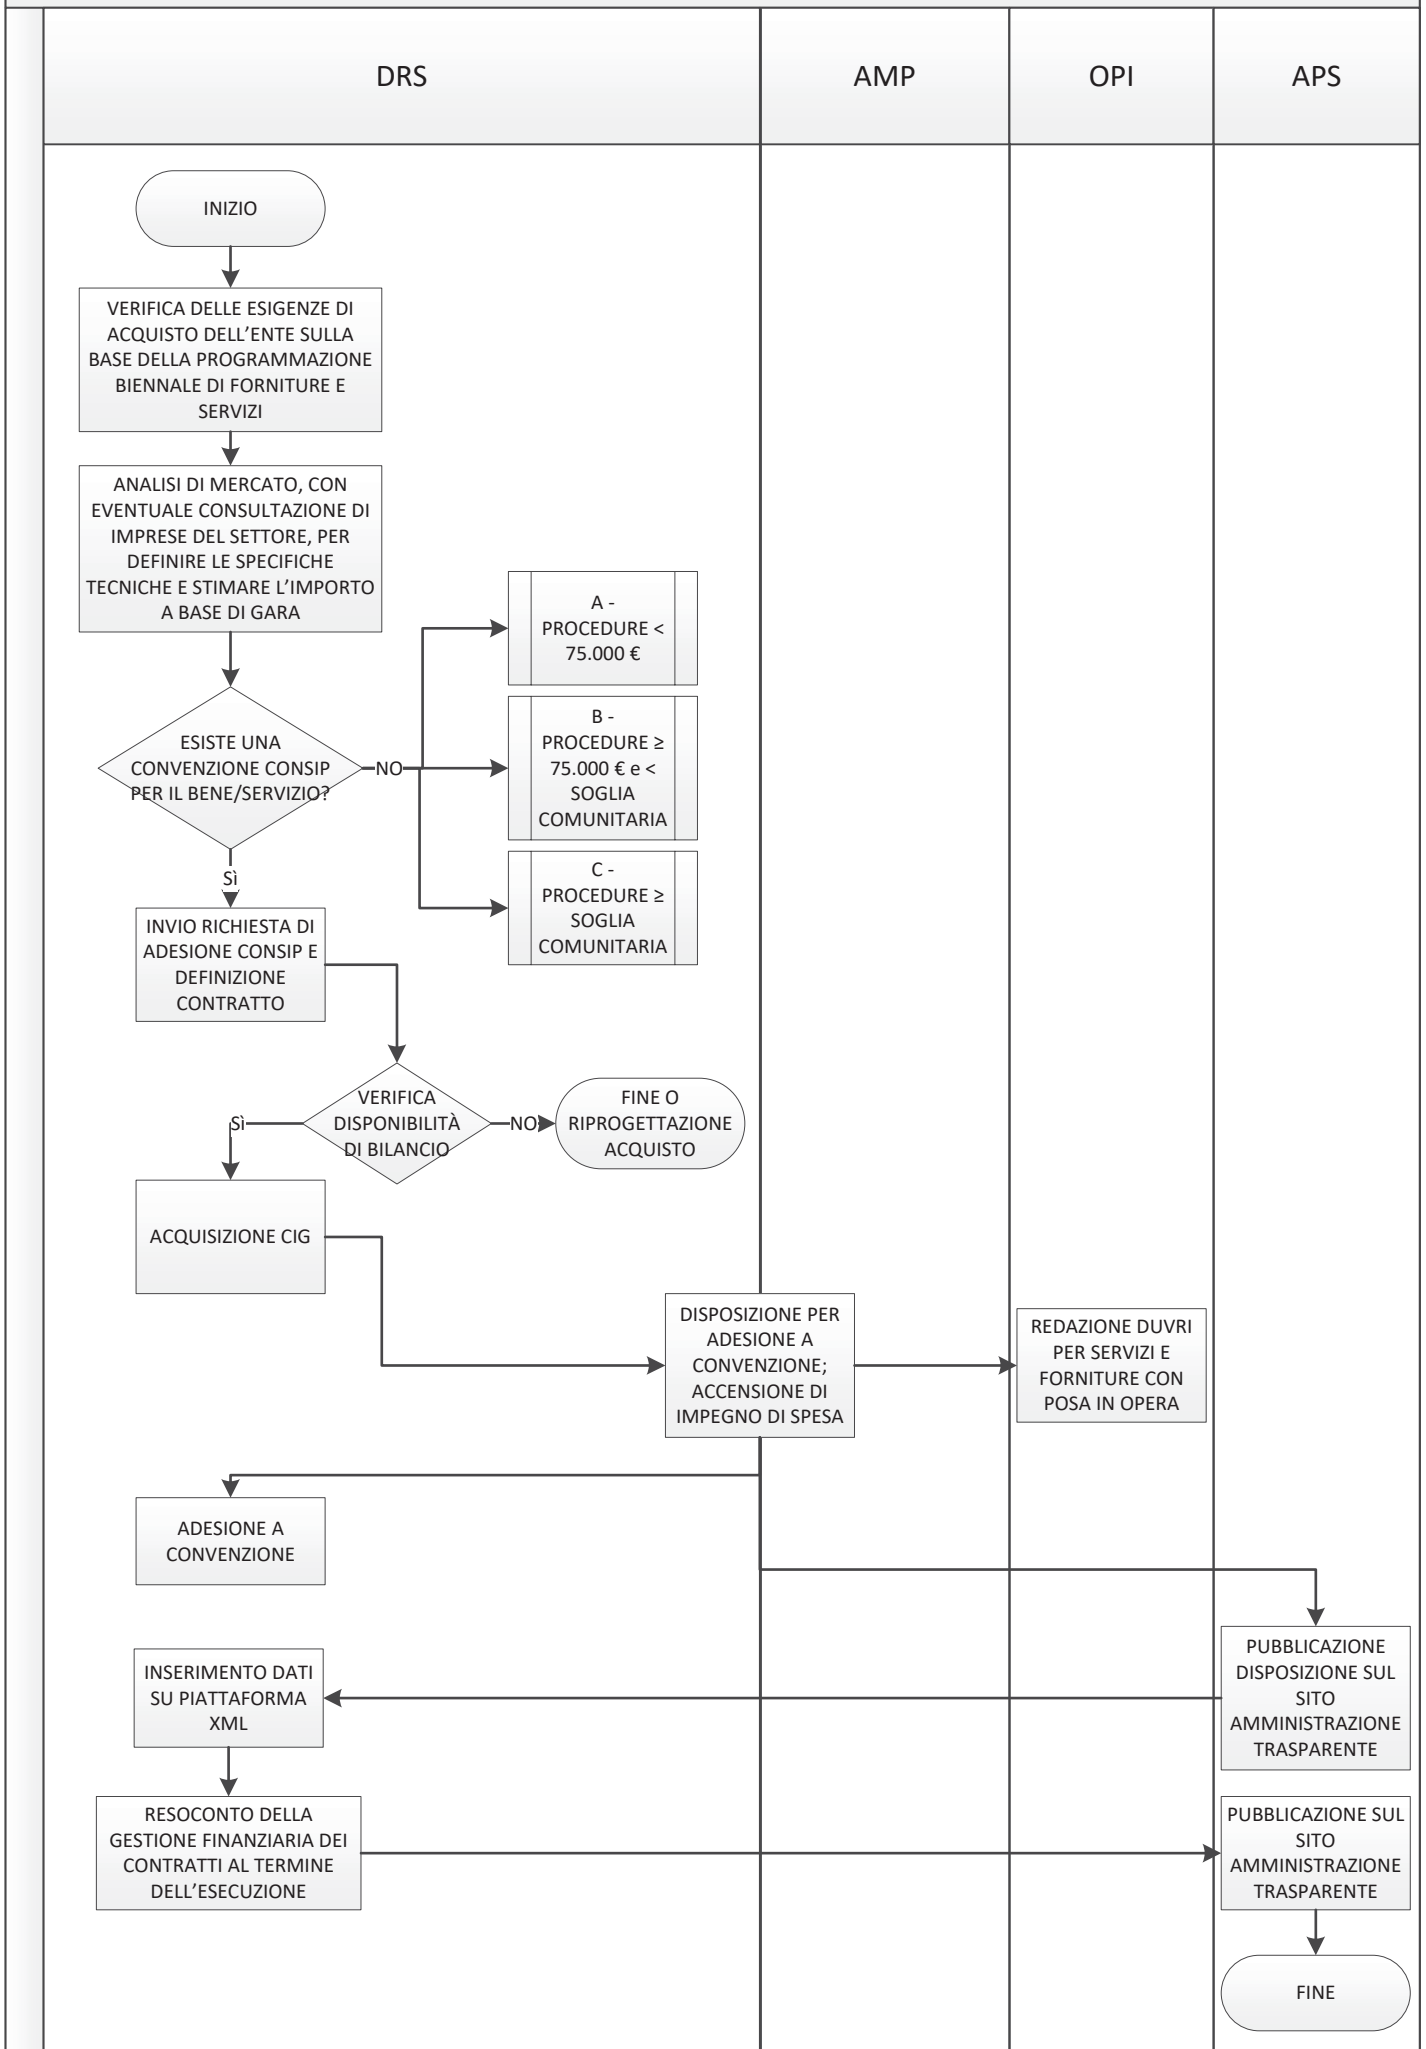 DRS
AMP
OPI
APS
INIZIO
VERIFICA DELLE ESIGENZE DI
ACQUISTO DELL’ENTE SULLA
BASE DELLA PROGRAMMAZIONE
BIENNALE DI FORNITURE E
SERVIZI
ANALISI DI MERCATO, CON
EVENTUALE CONSULTAZIONE DI
IMPRESE DEL SETTORE, PER
DEFINIRE LE SPECIFICHE
TECNICHE E STIMARE L’IMPORTO
A BASE DI GARA
ESISTE UNA
CONVENZIONE CONSIP
PER IL BENE/SERVIZIO?
NO
A -
PROCEDURE <
75.000 €
B -
PROCEDURE ≥
75.000 € e <
SOGLIA
COMUNITARIA
C -
PROCEDURE ≥
SOGLIA
COMUNITARIA
Sì
INVIO RICHIESTA DI
ADESIONE CONSIP E
DEFINIZIONE
CONTRATTO
VERIFICA
DISPONIBILITÀ
DI BILANCIO
NO
FINE O
RIPROGETTAZIONE
ACQUISTO
Sì
ACQUISIZIONE CIG
DISPOSIZIONE PER
ADESIONE A
CONVENZIONE;
ACCENSIONE DI
IMPEGNO DI SPESA
REDAZIONE DUVRI
PER SERVIZI E
FORNITURE CON
POSA IN OPERA
ADESIONE A
CONVENZIONE
PUBBLICAZIONE
DISPOSIZIONE SUL
SITO
AMMINISTRAZIONE
TRASPARENTE
INSERIMENTO DATI
SU PIATTAFORMA
XML
RESOCONTO DELLA
GESTIONE FINANZIARIA DEI
CONTRATTI AL TERMINE
DELL’ESECUZIONE
PUBBLICAZIONE SUL
SITO
AMMINISTRAZIONE
TRASPARENTE
FINE